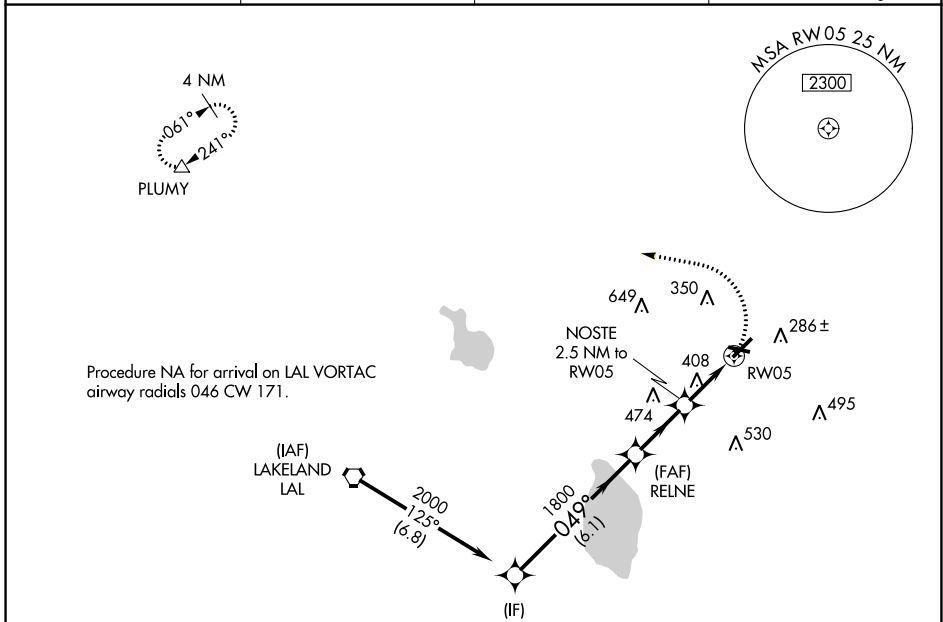 MSA RW05 25 NM
2300
4 NM
061°
241°
PLUMY
649
350
286 ±
NOSTE
2.5 NM to
RW05
408
RW05
474
495
530
Procedure NA for arrival on LAL VORTAC
airway radials 046 CW 171.
(IAF)
LAKELAND
LAL
2000
125°
(6.8)
1800
049°
(6.1)
(FAF)
RELNE
(IF)